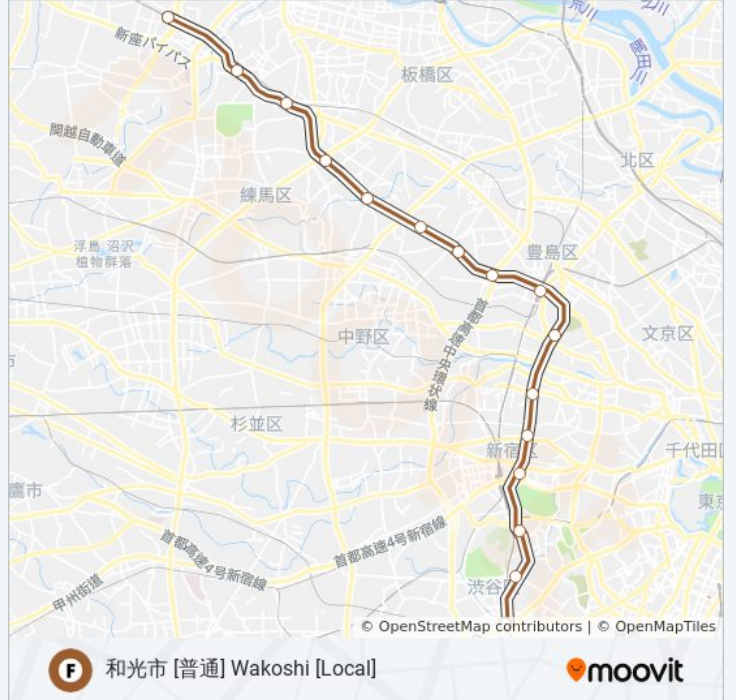 荒川
新座バイパス
隅田川
板橋区
関越自動車道
北区
練馬区
浮島 沼沢
植物群落
豊島区
首都高速中央環状線
文京区
中野区
杉並区
新宿区
千代田
鷹市
東京
首都高速4号新宿線
首都高速4号新宿線
甲州街道
渋谷
© OpenStreetMap contributors | © OpenMapTiles
F 和光市 [普通] Wakoshi [Local]
moovit